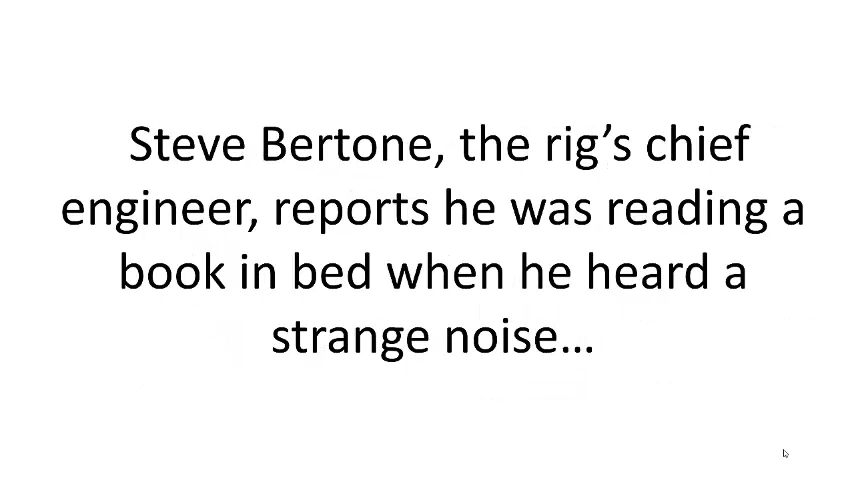 Steve Bertone, the rig’s chief
engineer, reports he was reading a
book in bed when he heard a
strange noise…